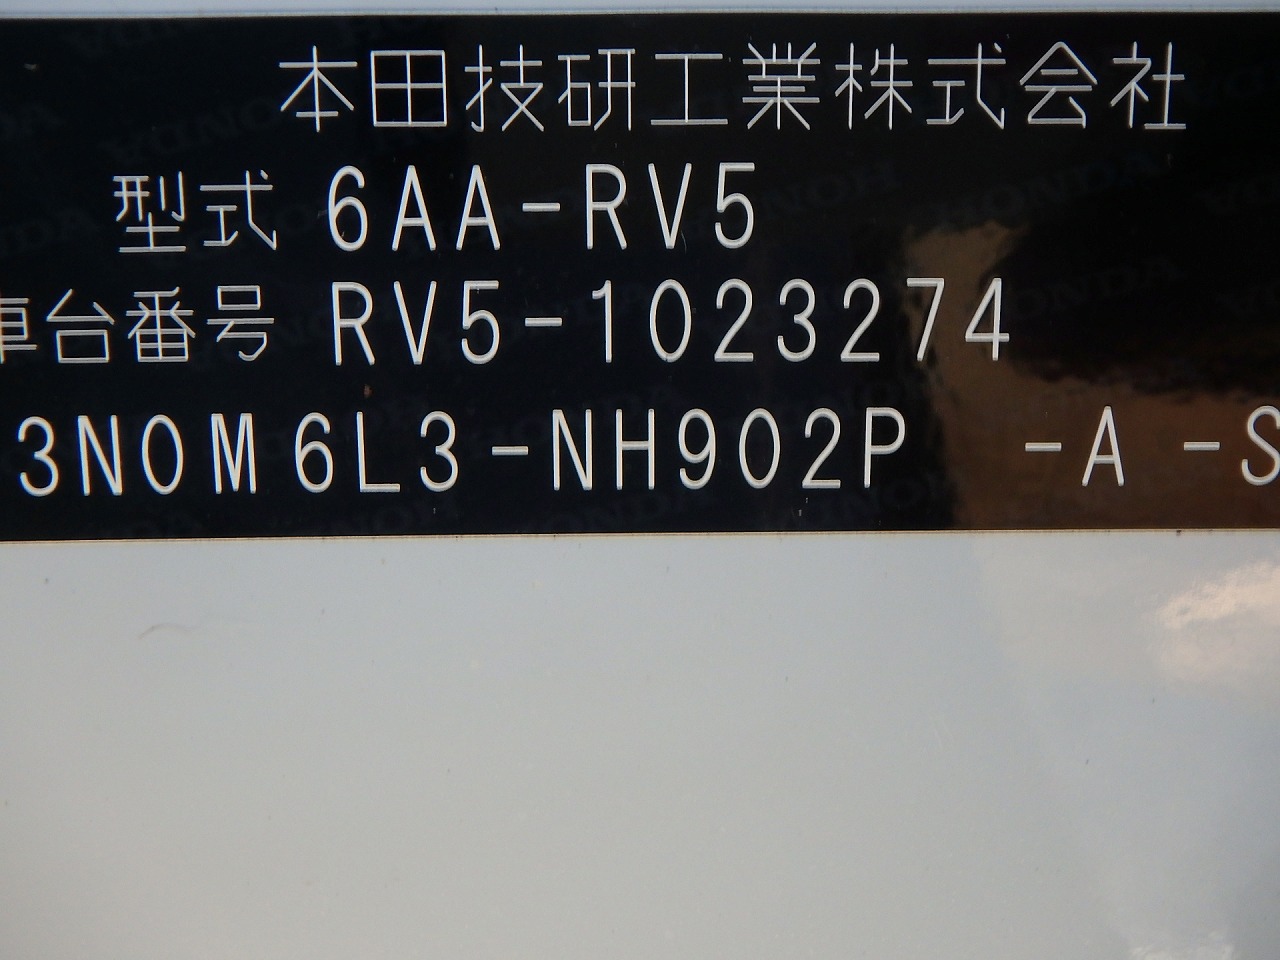 本田技研工業株式会社
型式 6AA-RV5
車台番号 RV5-1023274
3N0M6L3-NH902P -A -S